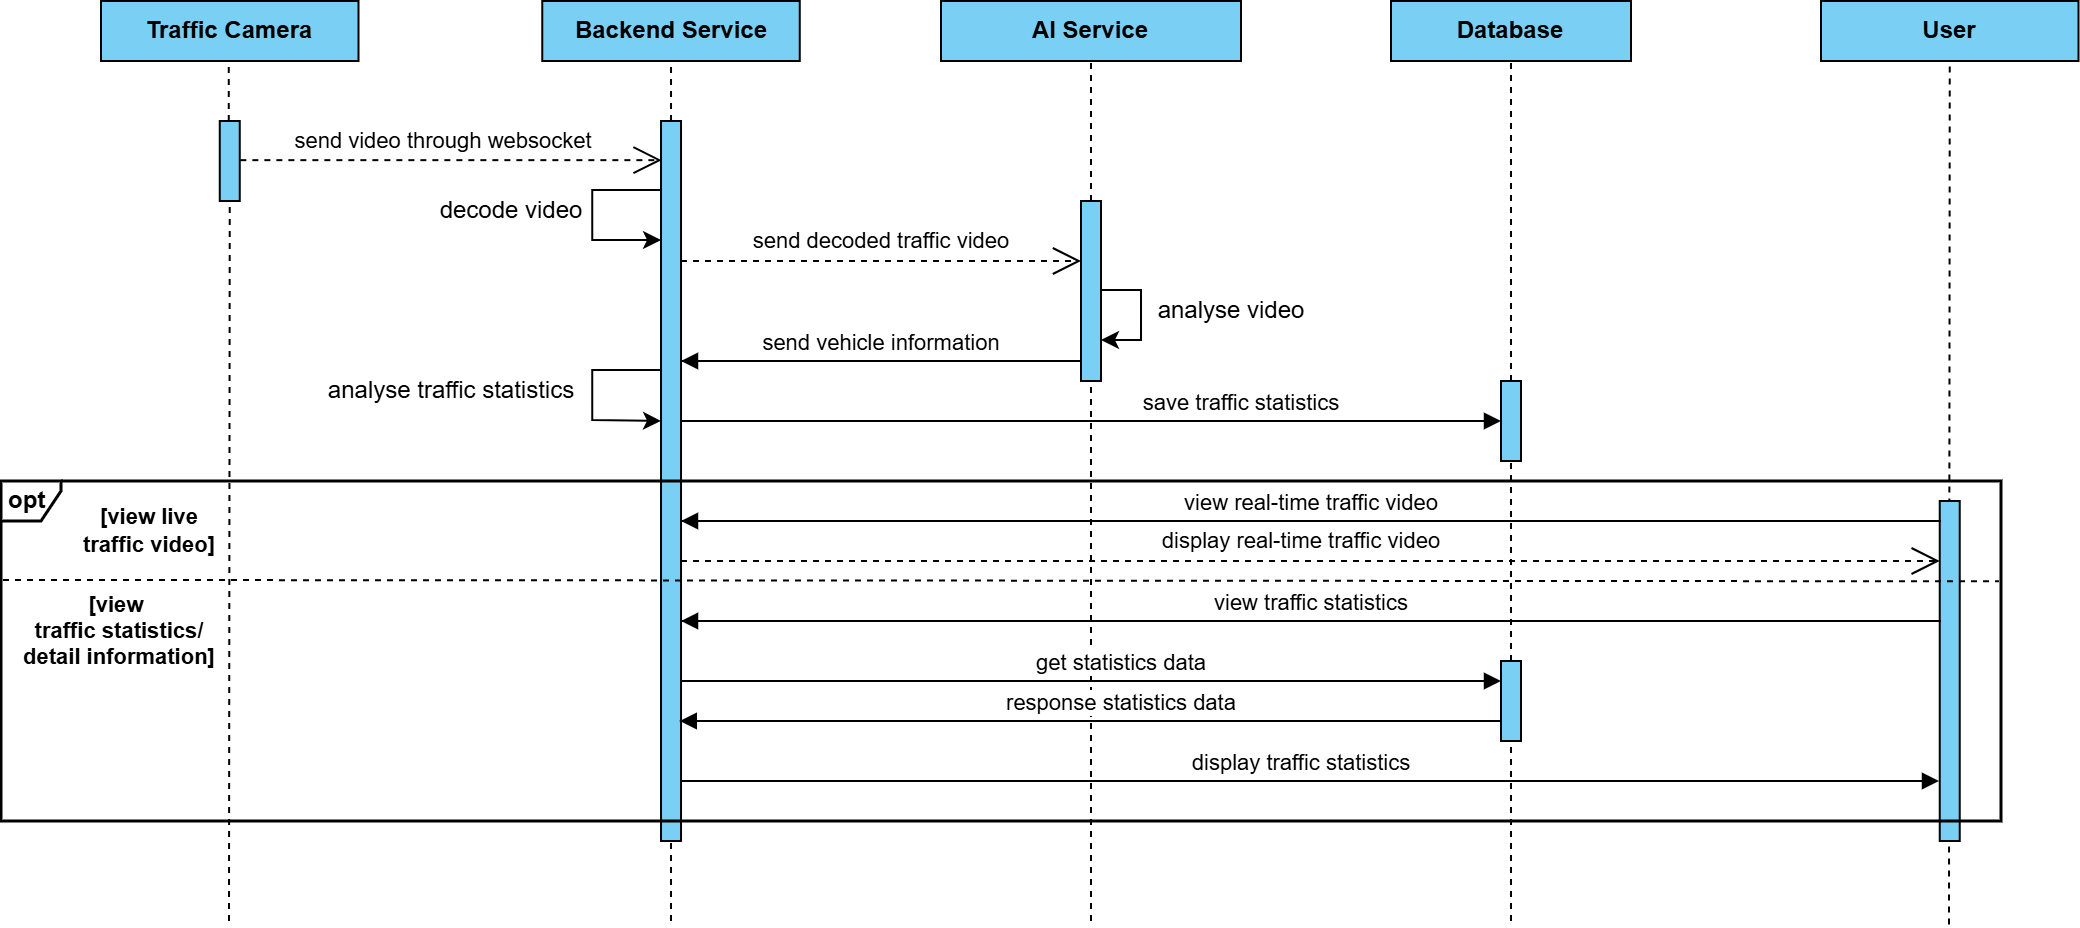 Traffic Camera
Backend Service
AI Service
Database
User
send video through websocket
decode video
send decoded traffic video
analyse video
send vehicle information
analyse traffic statistics
save traffic statistics
opt
[view live
traffic video]
view real-time traffic video
display real-time traffic video
[view
traffic statistics/
detail information]
view traffic statistics
get statistics data
response statistics data
display traffic statistics